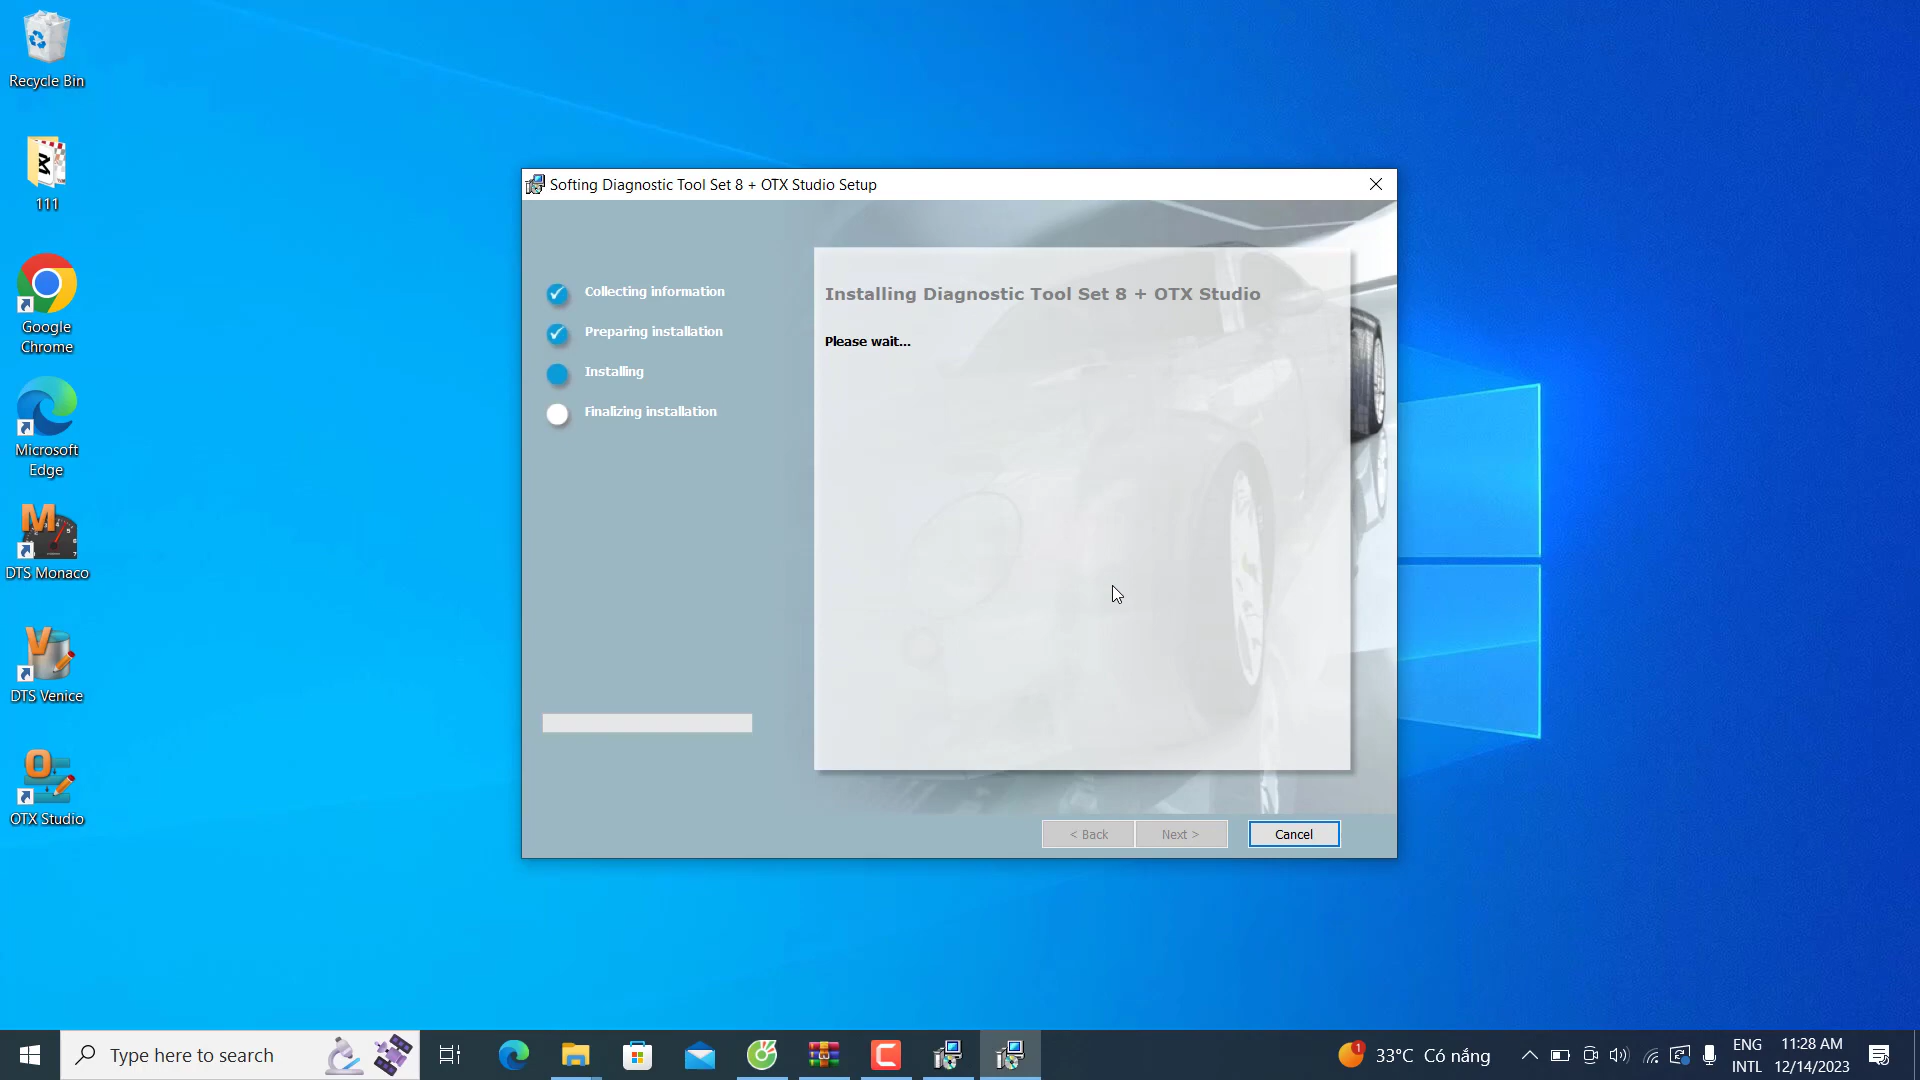 Recycle Bin
111
Google
Chrome
Microsoft
Edge
DTS Monaco
DTS Venice
OTX Studio
Softing Diagnostic Tool Set 8 + OTX Studio Setup
Collecting information
Preparing installation
Installing
Finalizing installation
Installing Diagnostic Tool Set 8 + OTX Studio
Please wait...
< Back
Next >
Cancel
Type here to search
1
33°C Có nắng
ENG
INTL
11:28 AM
12/14/2023